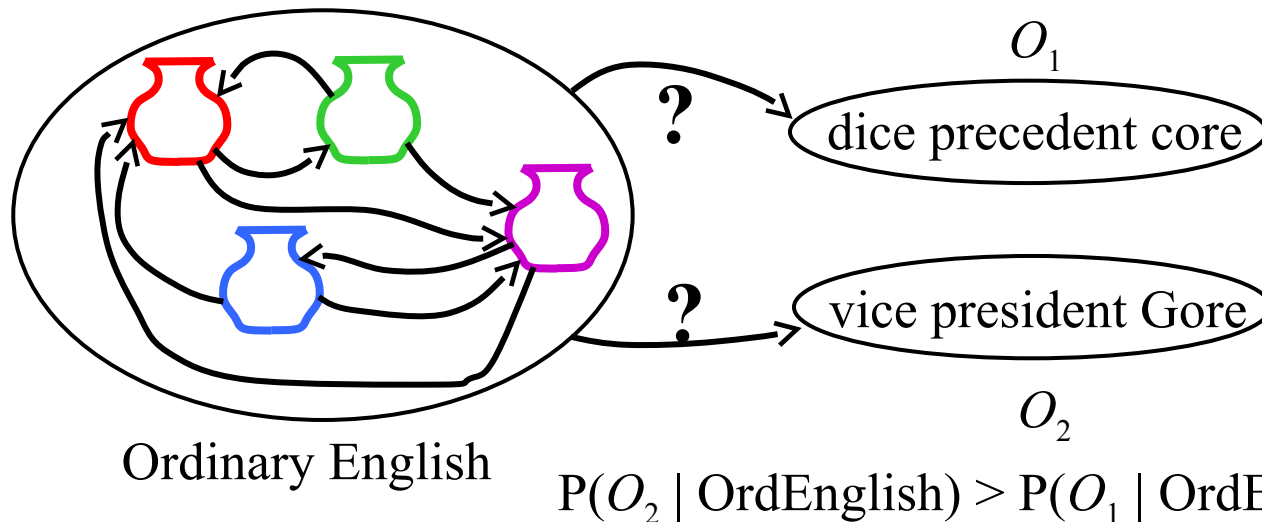 O₁
?
dice precedent core
?
vice president Gore
O₂
Ordinary English
P(O₂ | OrdEnglish) > P(O₁ | OrdE